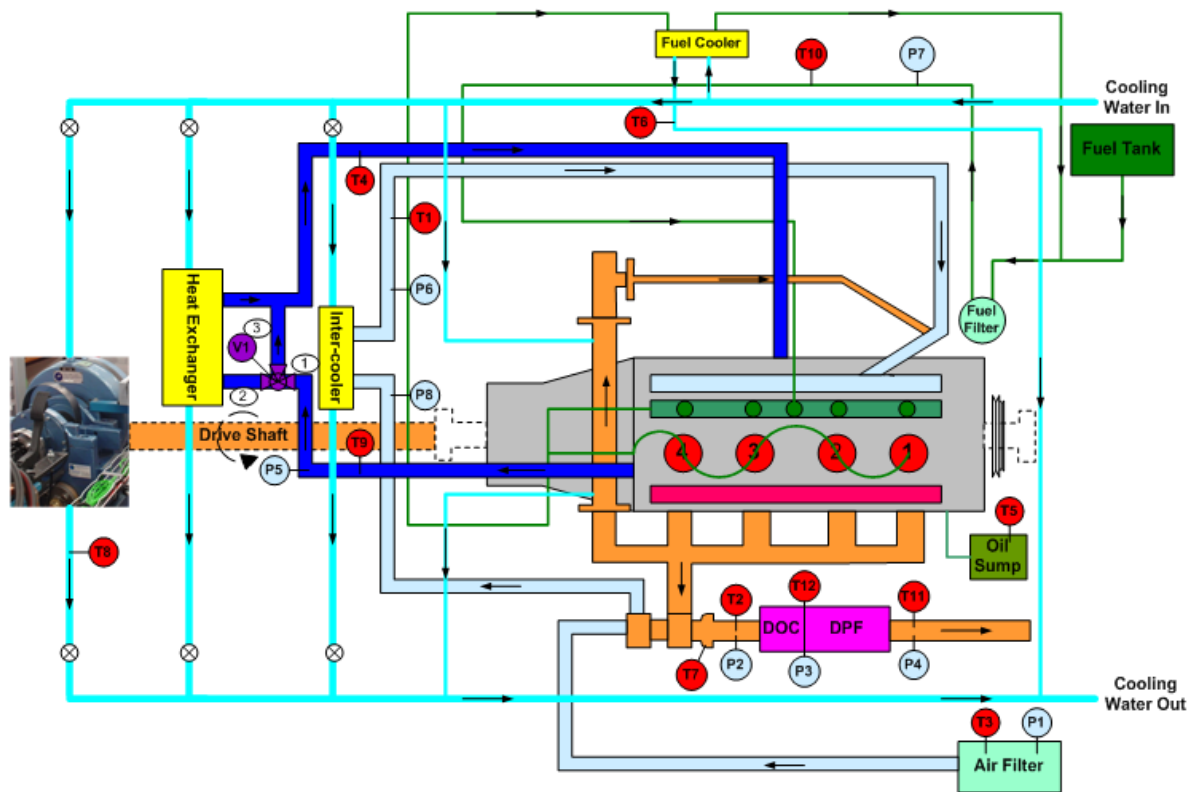 Fuel Cooler
T10
P7
Cooling
Water In
T6
Fuel Tank
T4
T1
P6
Heat Exchanger
Inter-cooler
3
V1
1
2
Fuel
Filter
P8
Drive Shaft
T9
P5
4
3
2
1
T8
T5
Oil
Sump
T2
T12
T11
DOC
DPF
P2
P3
P4
T7
Cooling
Water Out
T3
P1
Air Filter